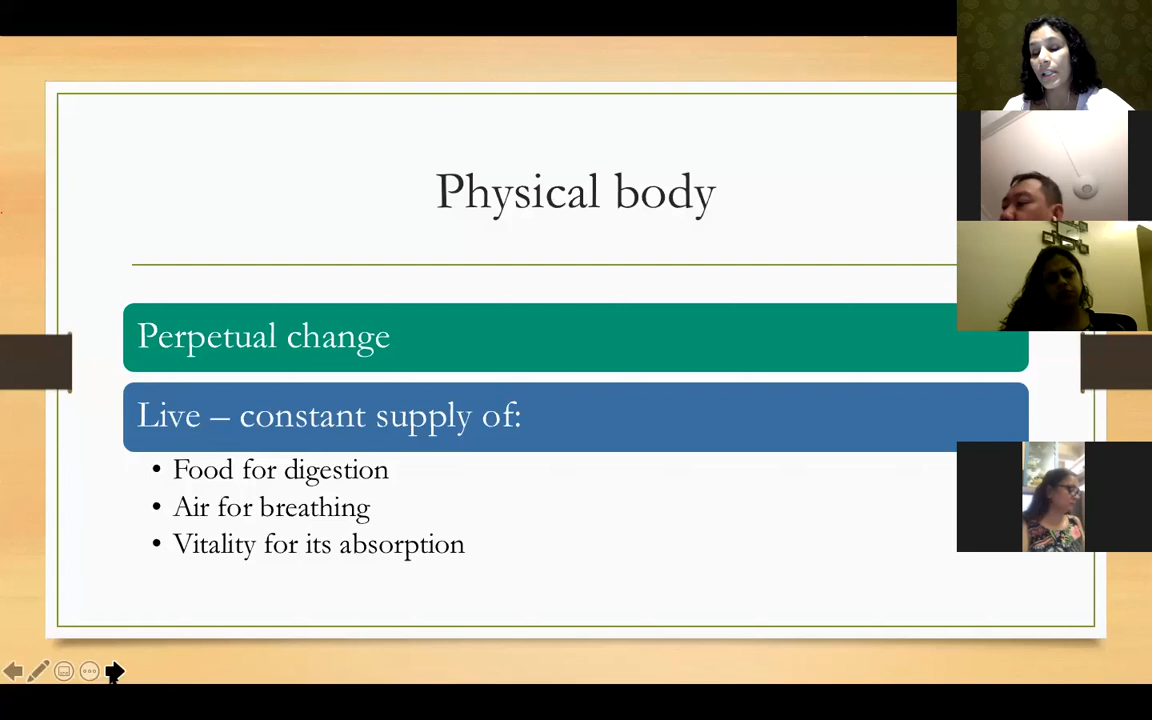 Physical body
Perpetual change
Live – constant supply of:
• Food for digestion
• Air for breathing
• Vitality for its absorption